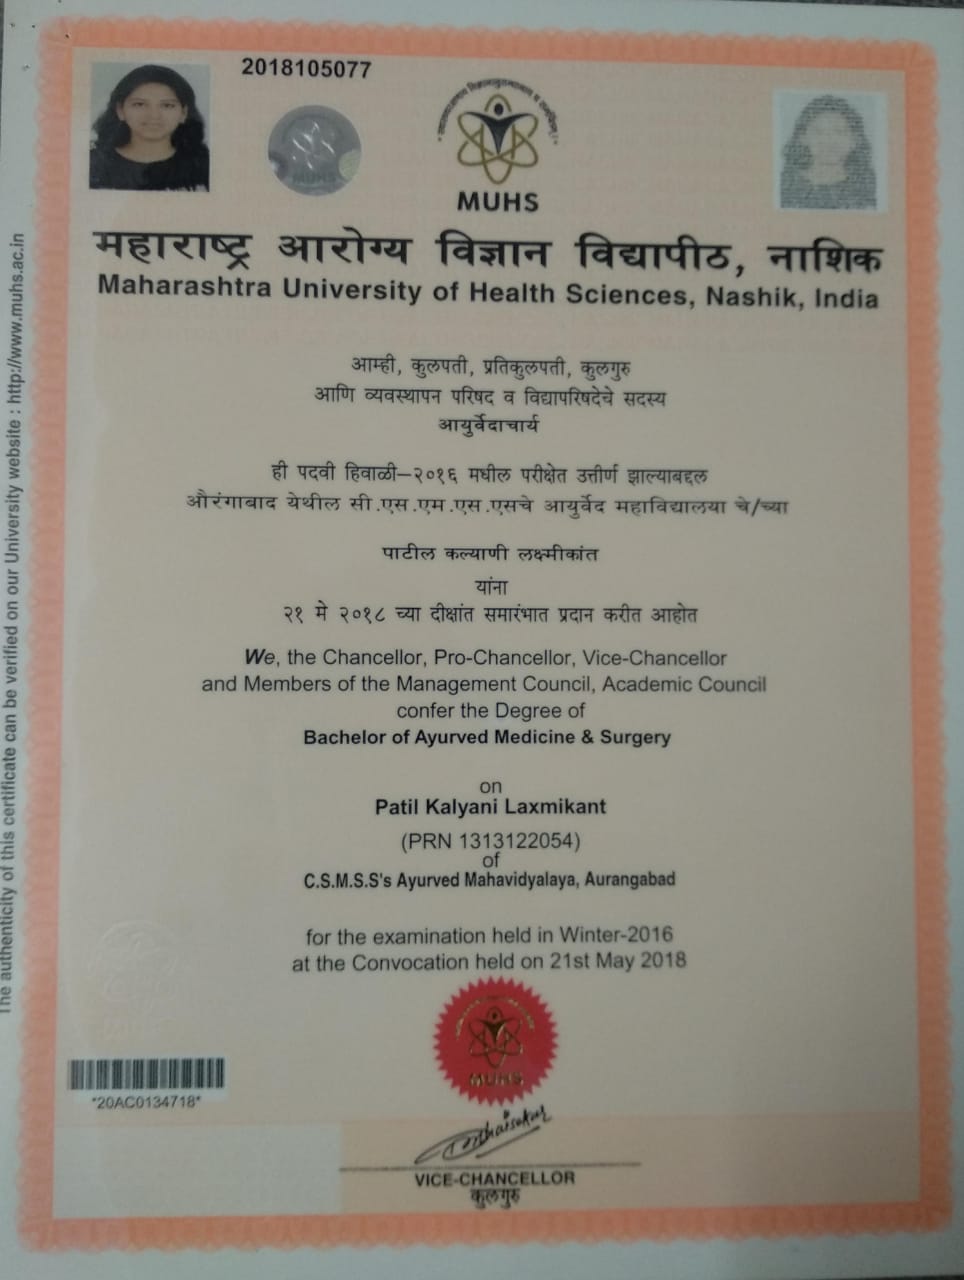 2018105077
MUHS
MUHS
महाराष्ट्र आरोग्य विज्ञान विद्यापीठ, नाशिक
Maharashtra University of Health Sciences, Nashik, India
आम्ही, कुलपती, प्रतिकुलपती, कुलगुरु
आणि व्यवस्थापन परिषद व विद्यापरिषदेचे सदस्य
आयुर्वेदाचार्य
ही पदवी हिवाळी–२०१६ मधील परीक्षेत उत्तीर्ण झाल्याबद्दल
औरंगाबाद येथील सी.एस.एम.एस.एसचे आयुर्वेद महाविद्यालया चे/च्या
पाटील कल्याणी लक्ष्मीकांत
यांना
२१ मे २०१८ च्या दीक्षांत समारंभात प्रदान करीत आहोत
We, the Chancellor, Pro-Chancellor, Vice-Chancellor
and Members of the Management Council, Academic Council
confer the Degree of
Bachelor of Ayurved Medicine & Surgery
on
Patil Kalyani Laxmikant
(PRN 1313122054)
of
C.S.M.S.S's Ayurved Mahavidyalaya, Aurangabad
for the examination held in Winter-2016
at the Convocation held on 21st May 2018
MUHS
*20AC0134718*
VICE-CHANCELLOR
कुलगुरु
The authenticity of this certificate can be verified on our University website : http://www.muhs.ac.in